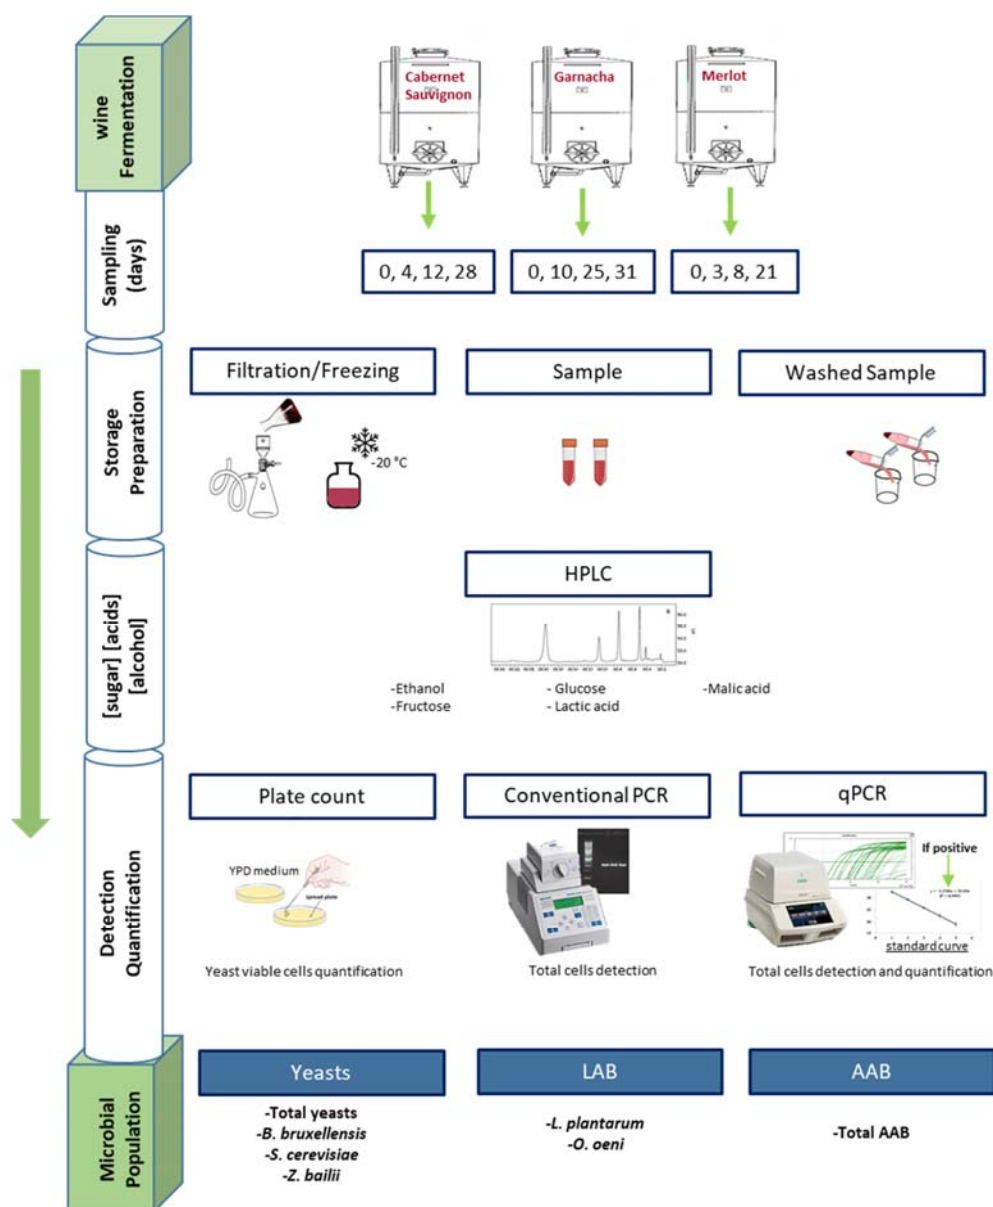 wine
Fermentation
Cabernet
Sauvignon
Garnacha
Merlot
Sampling
(days)
0, 4, 12, 28
0, 10, 25, 31
0, 3, 8, 21
Storage
Preparation
Filtration/Freezing
Sample
Washed Sample
-20 °C
[sugar] [acids]
[alcohol]
HPLC
-Ethanol
- Glucose
-Malic acid
-Fructose
- Lactic acid
Detection
Quantification
Plate count
Conventional PCR
qPCR
YPD medium
spread plate
If positive
standard curve
Yeast viable cells quantification
Total cells detection
Total cells detection and quantification
Microbial
Population
Yeasts
LAB
AAB
-Total yeasts
-B. bruxellensis
-S. cerevisiae
-Z. bailii
-L. plantarum
-O. oeni
-Total AAB